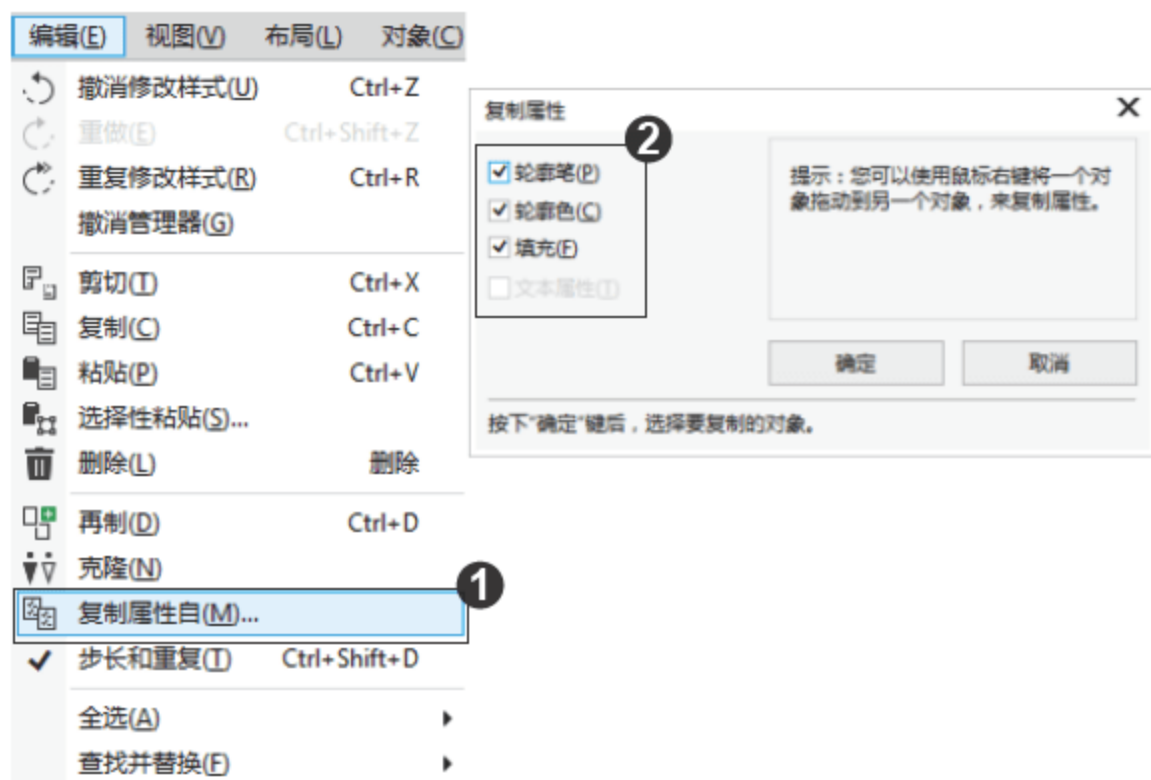 编辑(E) 视图(V) 布局(L) 对象(C)
撤消修改样式(U) Ctrl+Z
重做(E) Ctrl+Shift+Z
重复修改样式(R) Ctrl+R
撤消管理器(G)
剪切(T) Ctrl+X
复制(C) Ctrl+C
粘贴(P) Ctrl+V
选择性粘贴(S)...
删除(L) 删除
再制(D) Ctrl+D
克隆(N)
复制属性自(M)...
1
步长和重复(T) Ctrl+Shift+D
全选(A)
查找并替换(F)
复制属性
2
轮廓笔(P)
轮廓色(C)
填充(F)
文本属性(T)
提示：您可以使用鼠标右键将一个对
象拖动到另一个对象，来复制属性。
确定 取消
按下"确定"键后，选择要复制的对象。